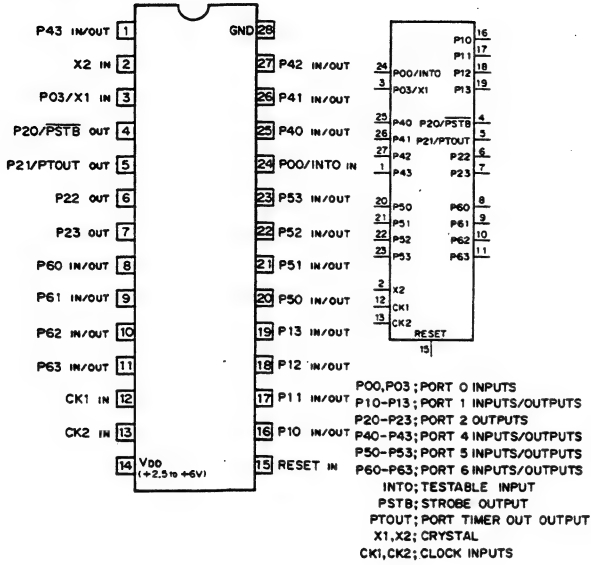 P43 IN/OUT 1
X2 IN 2
P03/X1 IN 3
P20/PSTB OUT 4
P21/PTOUT OUT 5
P22 OUT 6
P23 OUT 7
P60 IN/OUT 8
P61 IN/OUT 9
P62 IN/OUT 10
P63 IN/OUT 11
CK1 IN 12
CK2 IN 13
14 VDD
(+2.5 to +6V)
GND 28
27 P42 IN/OUT
26 P41 IN/OUT
25 P40 IN/OUT
24 P00/INTO IN
23 P53 IN/OUT
22 P52 IN/OUT
21 P51 IN/OUT
20 P50 IN/OUT
19 P13 IN/OUT
18 P12 IN/OUT
17 P11 IN/OUT
16 P10 IN/OUT
15 RESET IN
P10 16
P11 17
24 P00/INTO P12 18
3 P03/X1 P13 19
25 P40 P20/PSTB 4
26 P41 P21/PTOUT 5
27 P42 P22 6
1 P43 P23 7
20 P50 P60 8
21 P51 P61 9
22 P52 P62 10
23 P53 P63 11
2 X2
12 CK1
13 CK2
RESET
15
P00,P03; PORT 0 INPUTS
P10-P13; PORT 1 INPUTS/OUTPUTS
P20-P23; PORT 2 OUTPUTS
P40-P43; PORT 4 INPUTS/OUTPUTS
P50-P53; PORT 5 INPUTS/OUTPUTS
P60-P63; PORT 6 INPUTS/OUTPUTS
INTO; TESTABLE INPUT
PSTB; STROBE OUTPUT
PTOUT; PORT TIMER OUT OUTPUT
X1,X2; CRYSTAL
CK1,CK2; CLOCK INPUTS